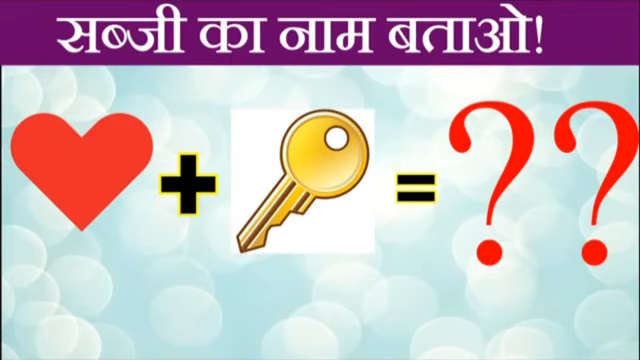 सब्जी का नाम बताओ!
+ = ??